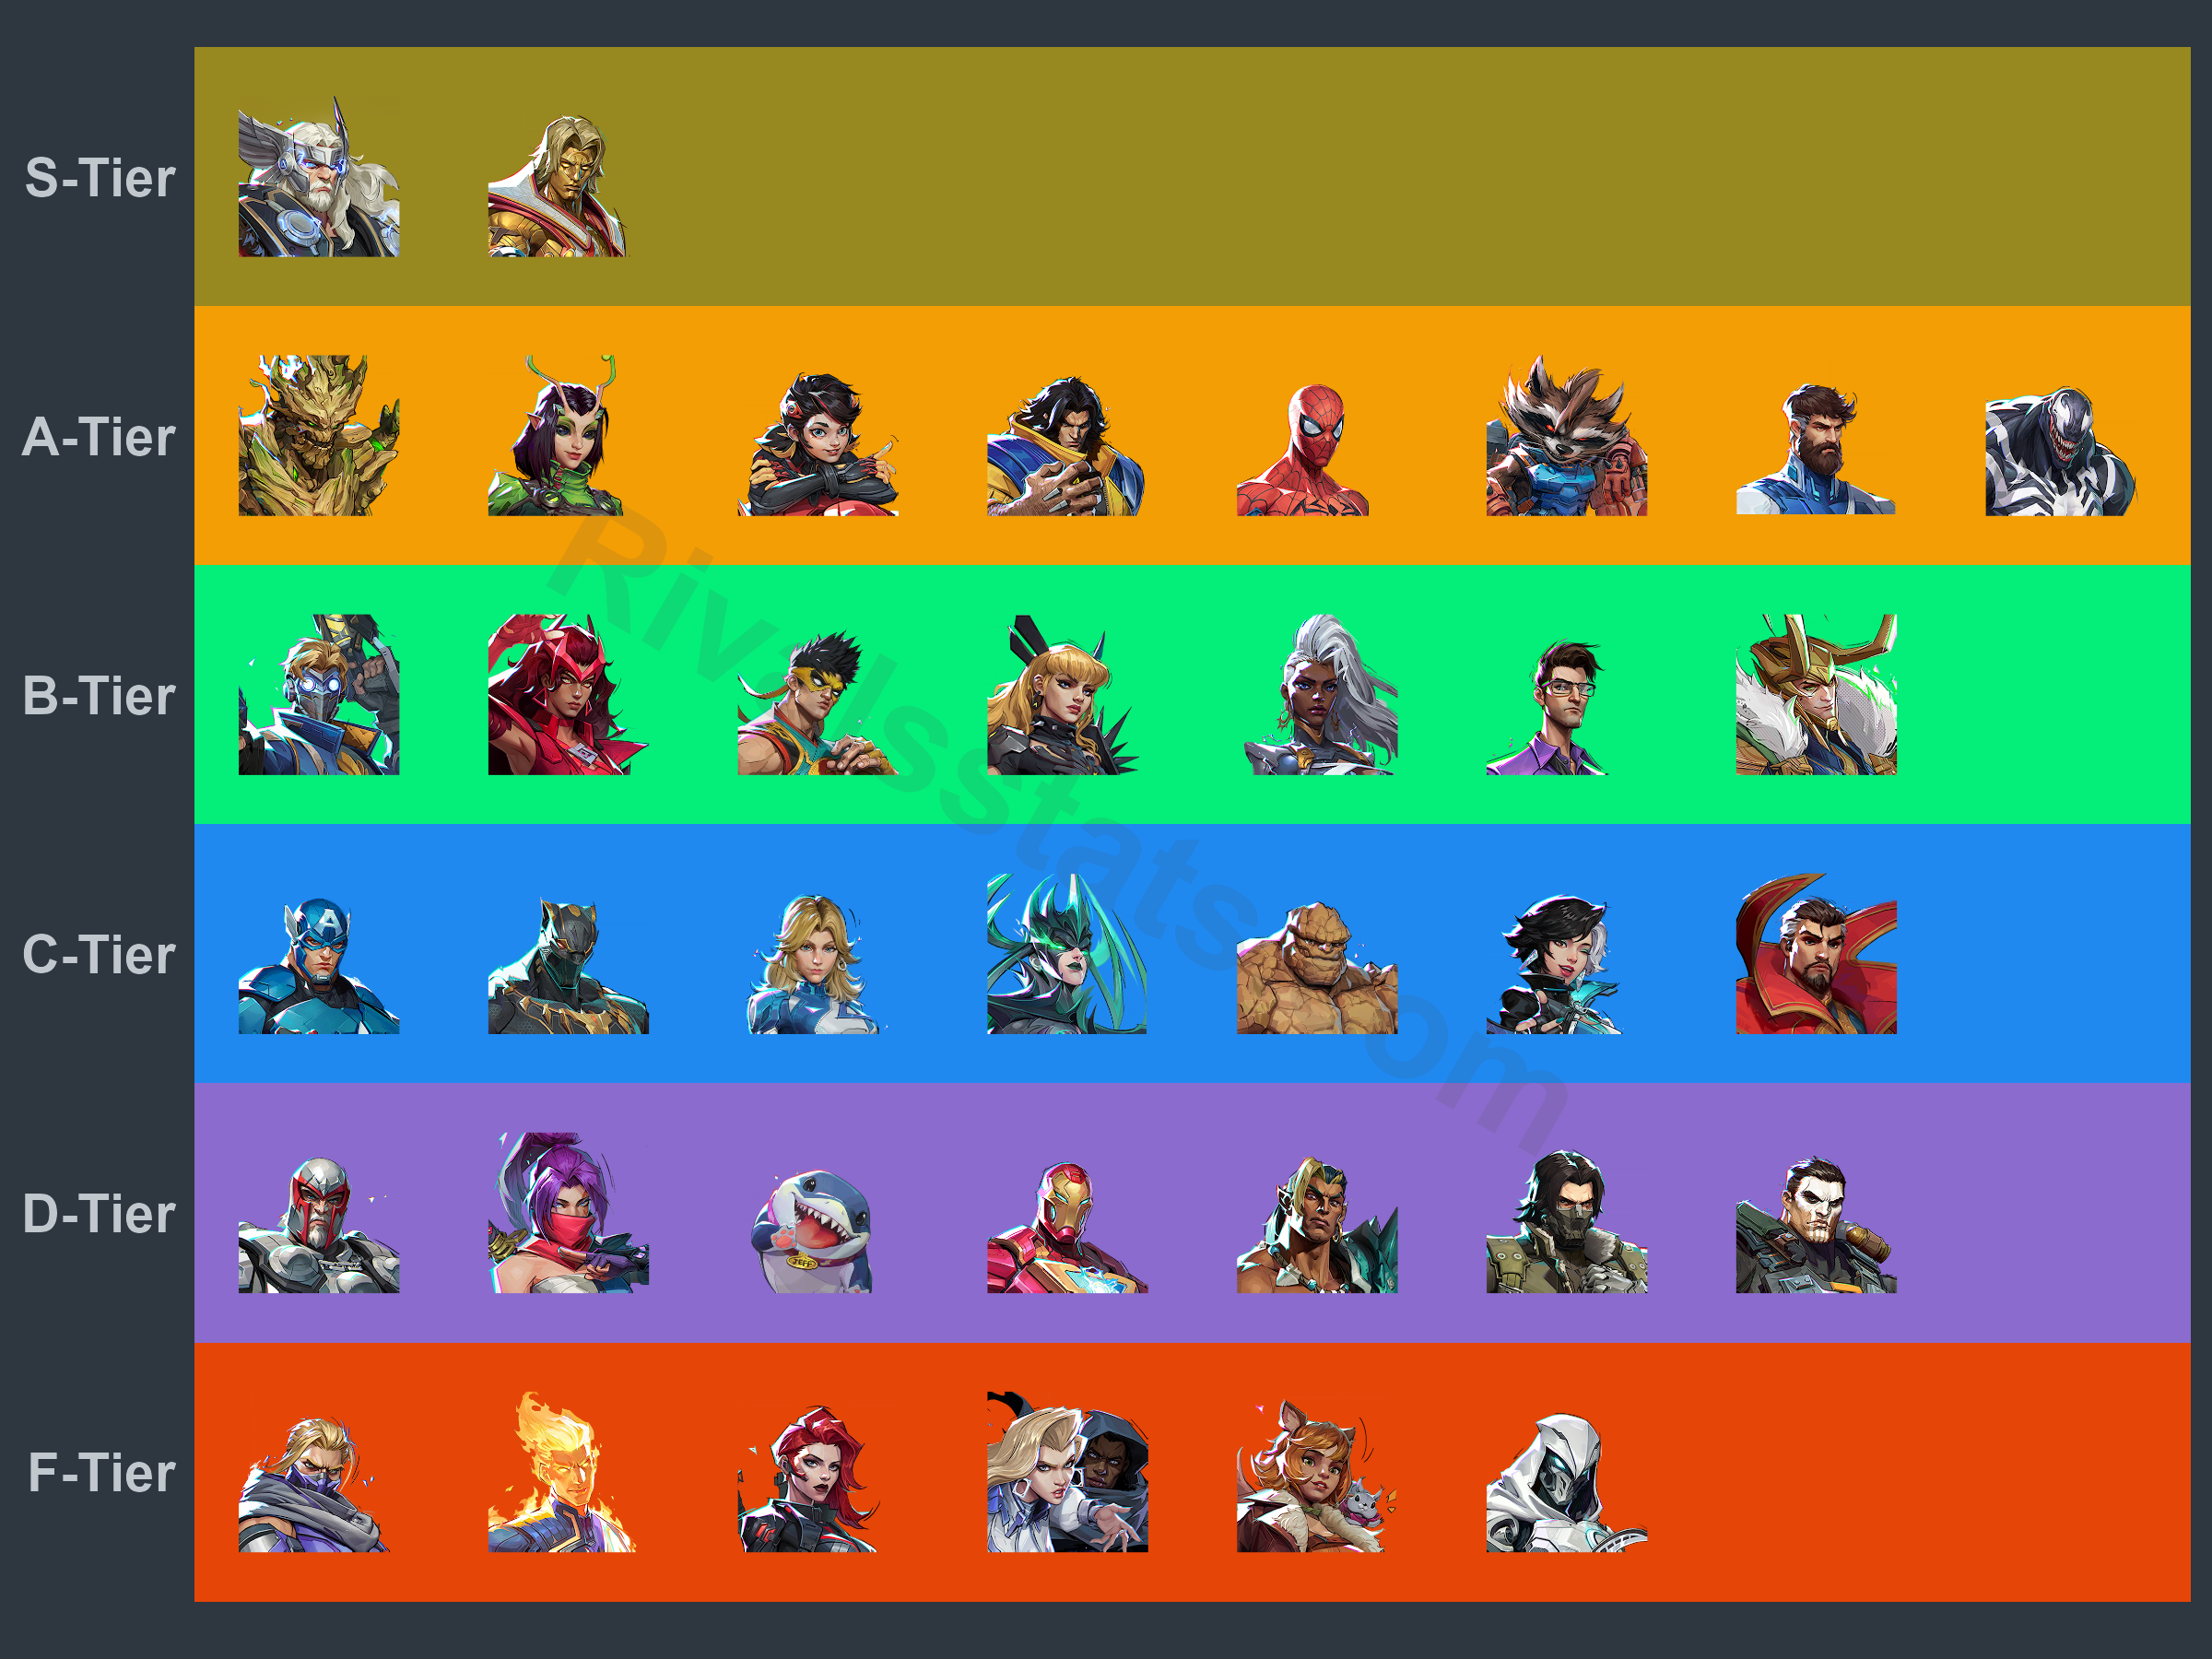 S-Tier
A-Tier
B-Tier
C-Tier
D-Tier
F-Tier
Rivalsstats.com
A
JEFF